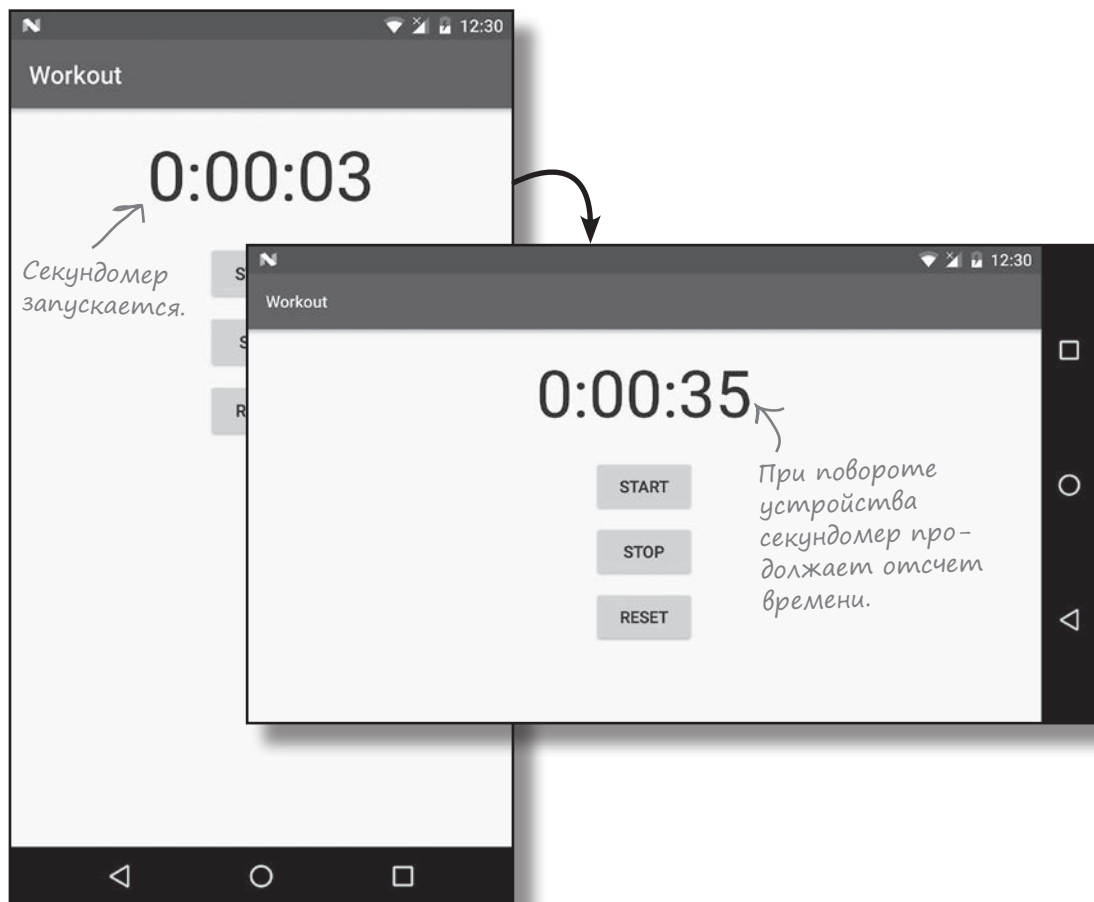 12:30
Workout
0:00:03
Секундомер
запускается.
S
S
R
12:30
Workout
0:00:35
START
STOP
RESET
При повороте
устройства
секундомер про-
должает отсчет
времени.